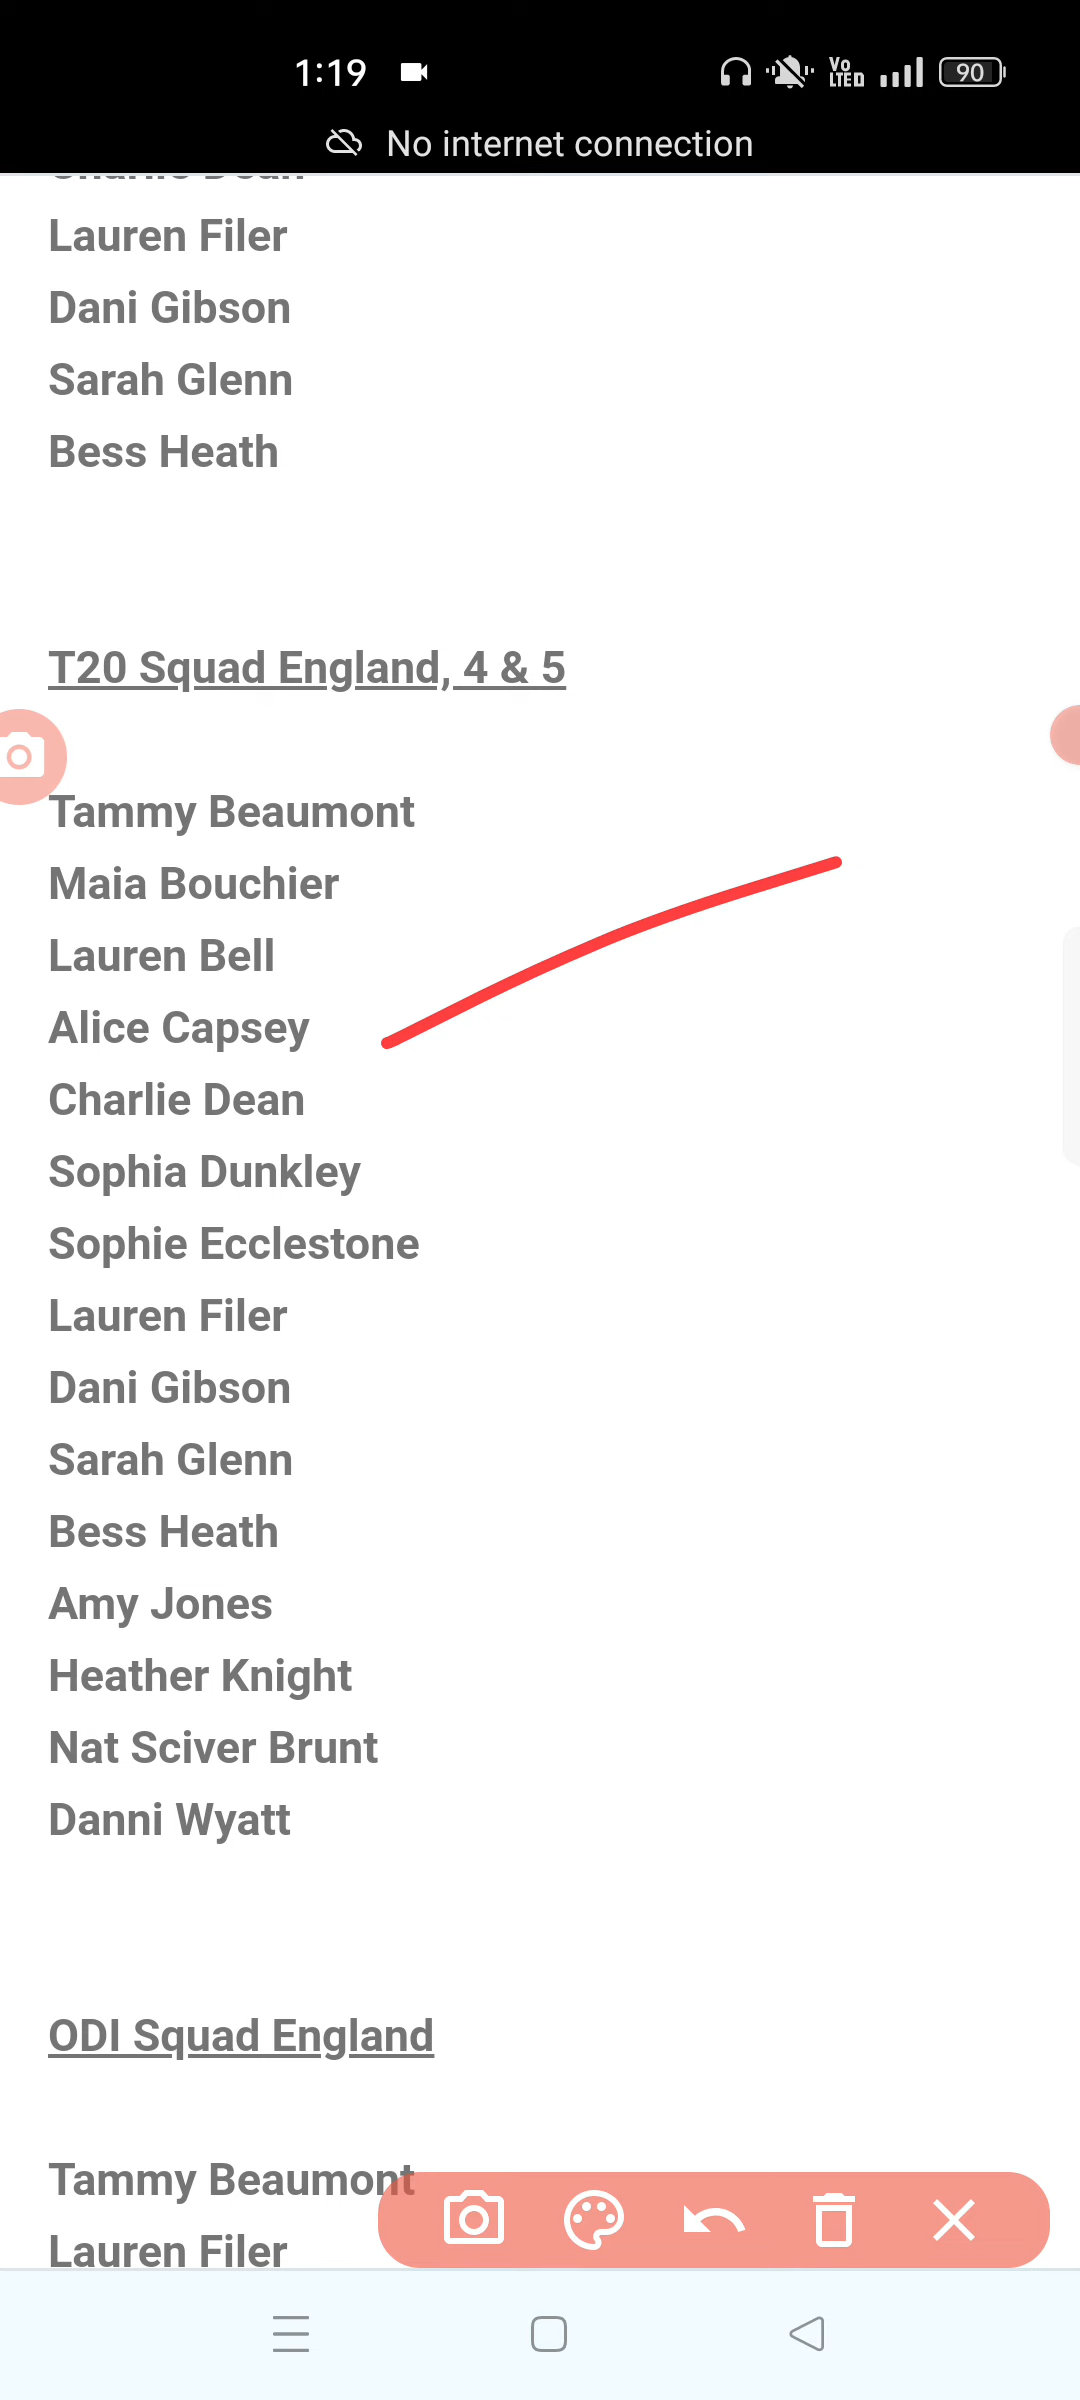 1:19
Vo
LTE
90
No internet connection
Lauren Filer
Dani Gibson
Sarah Glenn
Bess Heath
T20 Squad England, 4 & 5
Tammy Beaumont
Maia Bouchier
Lauren Bell
Alice Capsey
Charlie Dean
Sophia Dunkley
Sophie Ecclestone
Lauren Filer
Dani Gibson
Sarah Glenn
Bess Heath
Amy Jones
Heather Knight
Nat Sciver Brunt
Danni Wyatt
ODI Squad England
Tammy Beaumont
Lauren Filer